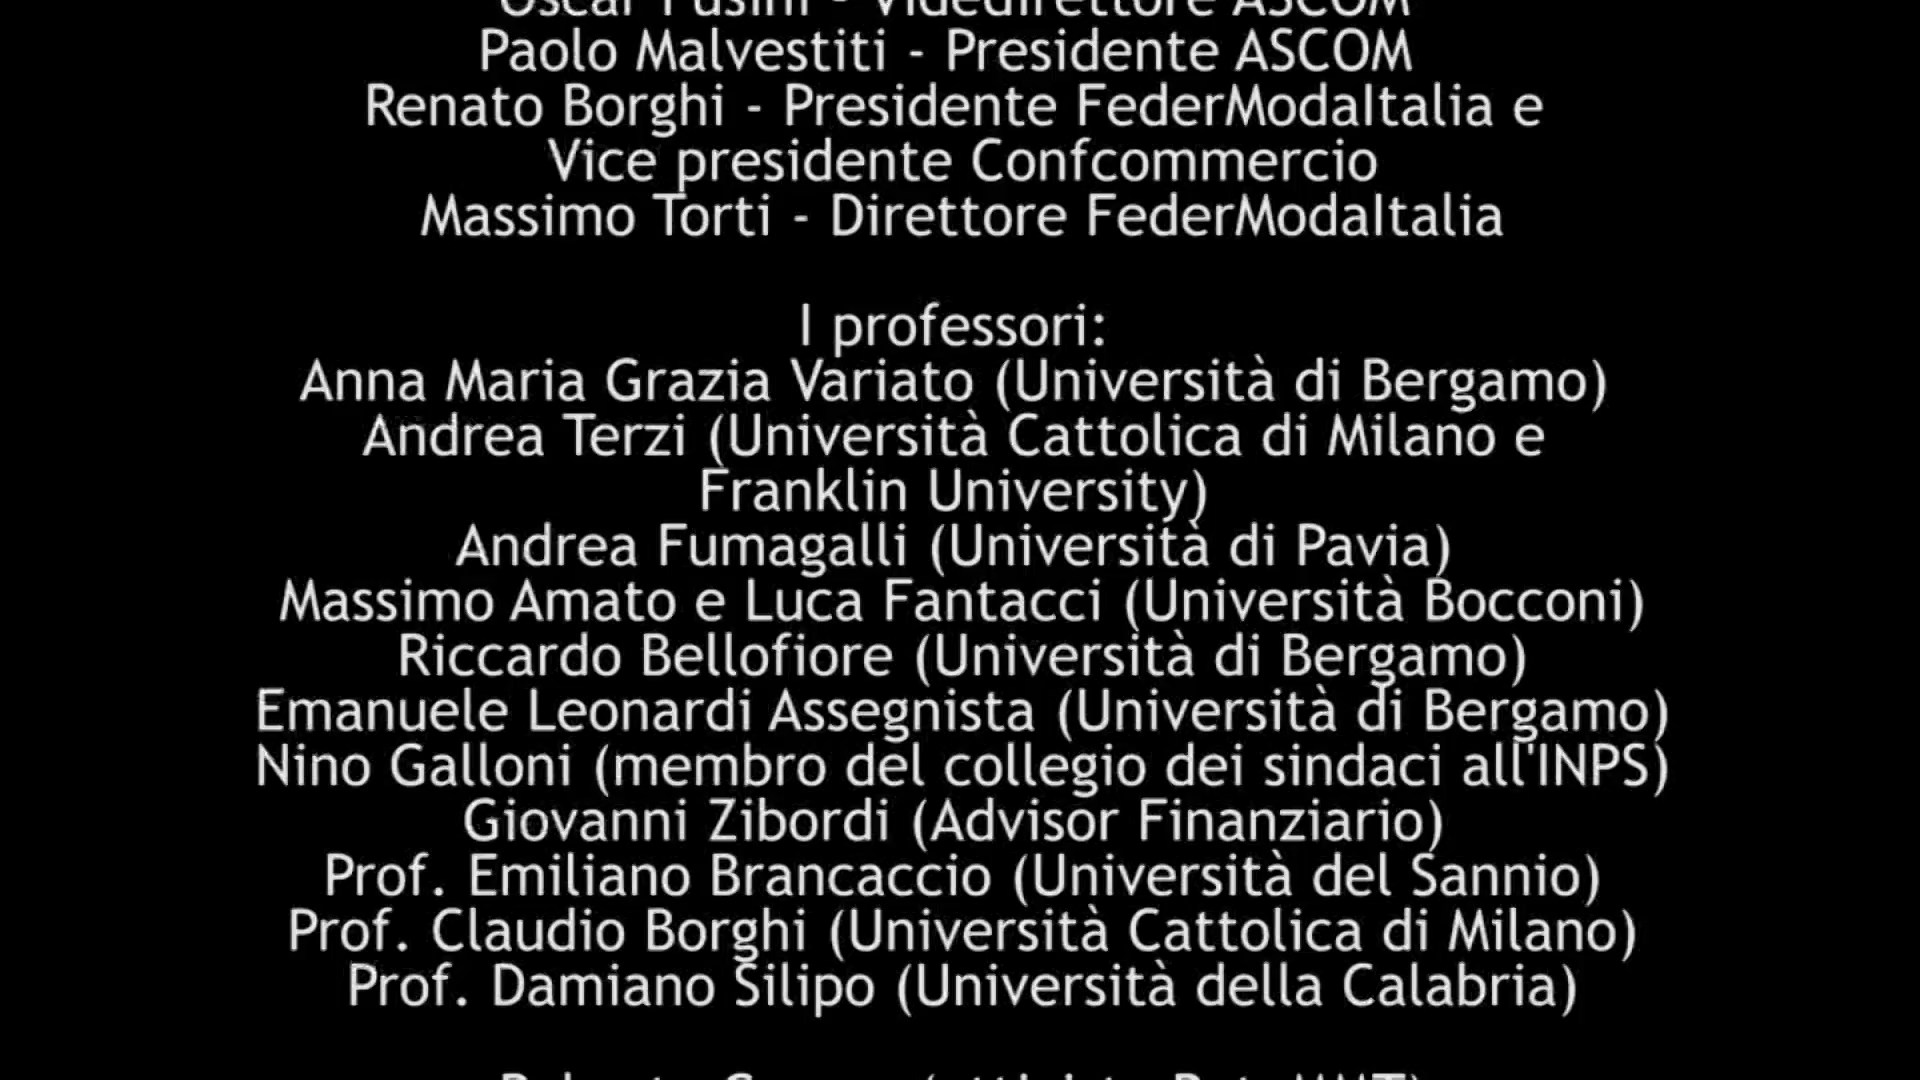 Oscar Fusini - Videdirettore ASCOM
Paolo Malvestiti - Presidente ASCOM
Renato Borghi - Presidente FederModaItalia e
Vice presidente Confcommercio
Massimo Torti - Direttore FederModaItalia
I professori:
Anna Maria Grazia Variato (Università di Bergamo)
Andrea Terzi (Università Cattolica di Milano e
Franklin University)
Andrea Fumagalli (Università di Pavia)
Massimo Amato e Luca Fantacci (Università Bocconi)
Riccardo Bellofiore (Università di Bergamo)
Emanuele Leonardi Assegnista (Università di Bergamo)
Nino Galloni (membro del collegio dei sindaci all'INPS)
Giovanni Zibordi (Advisor Finanziario)
Prof. Emiliano Brancaccio (Università del Sannio)
Prof. Claudio Borghi (Università Cattolica di Milano)
Prof. Damiano Silipo (Università della Calabria)